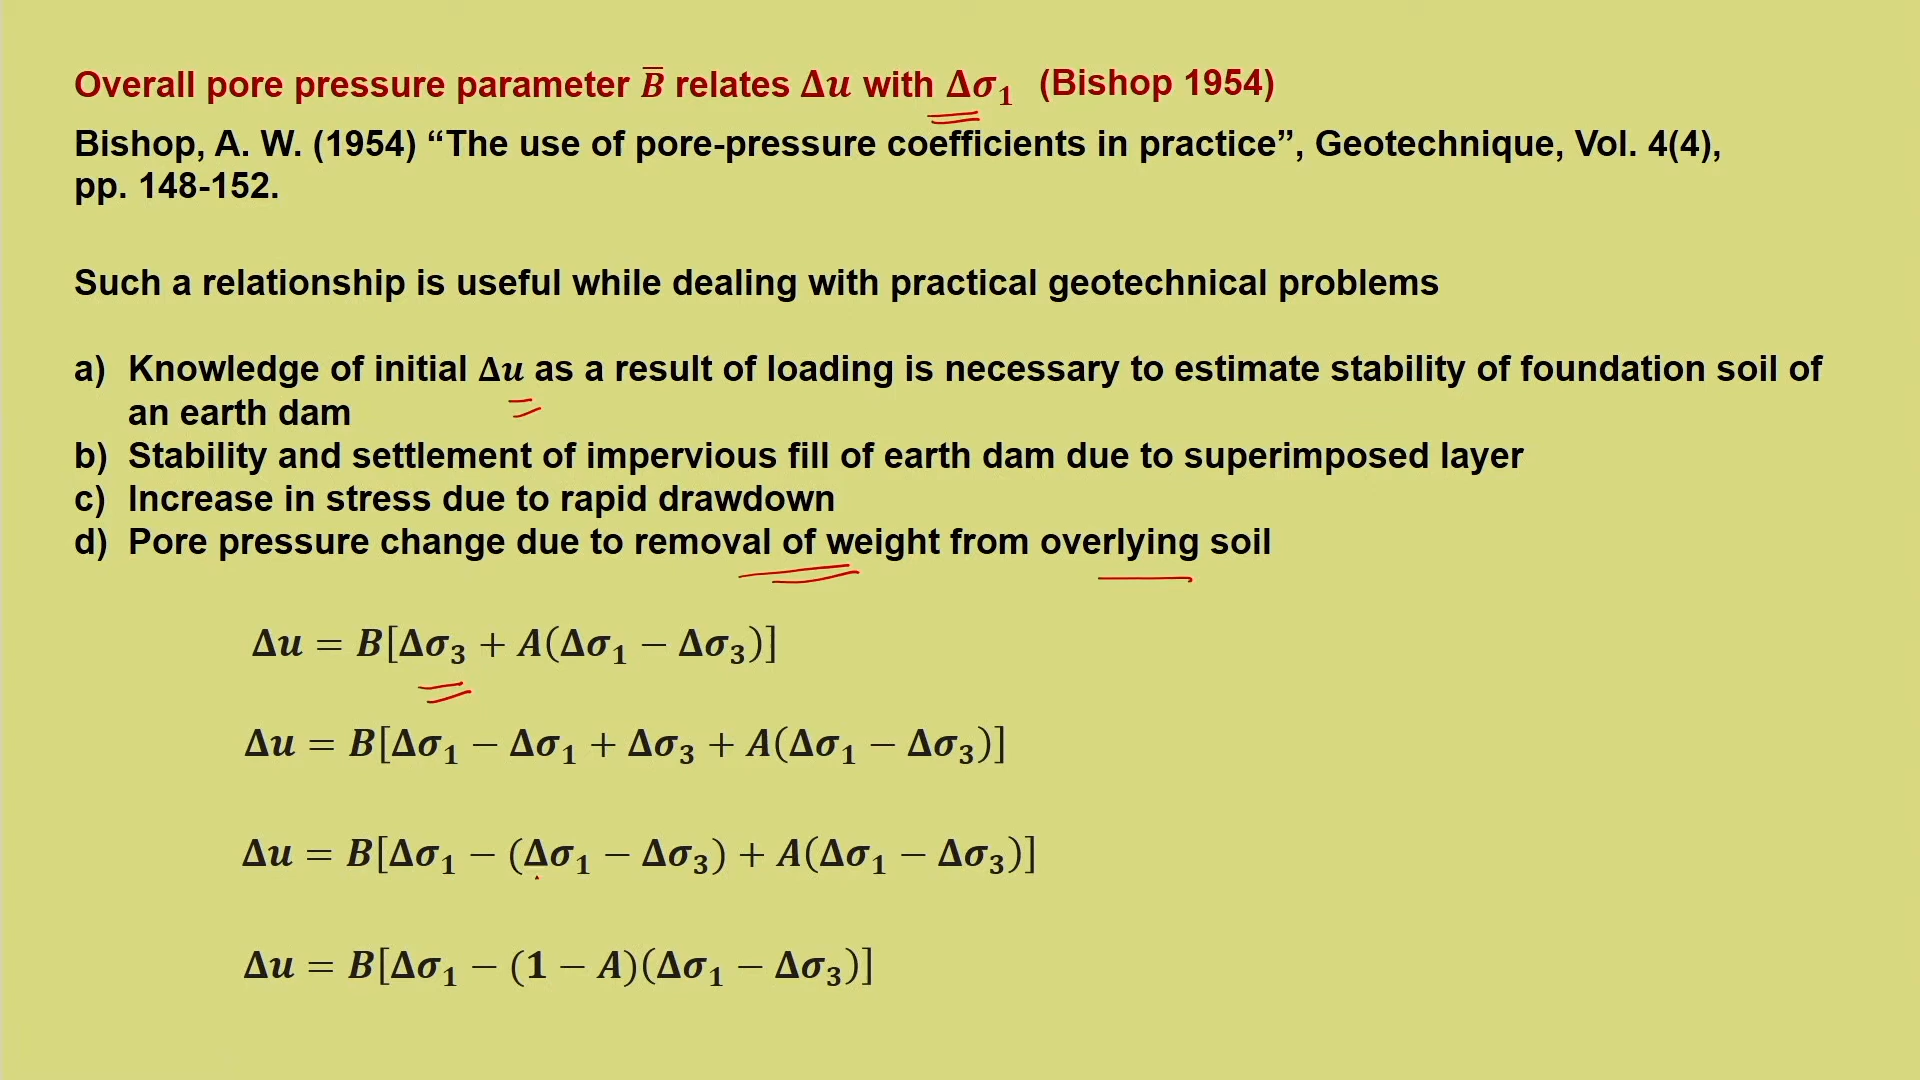 Overall pore pressure parameter B̅ relates Δu with Δσ₁ (Bishop 1954)
Bishop, A. W. (1954) “The use of pore-pressure coefficients in practice”, Geotechnique, Vol. 4(4),
pp. 148-152.
Such a relationship is useful while dealing with practical geotechnical problems
a) Knowledge of initial Δu as a result of loading is necessary to estimate stability of foundation soil of
an earth dam
b) Stability and settlement of impervious fill of earth dam due to superimposed layer
c) Increase in stress due to rapid drawdown
d) Pore pressure change due to removal of weight from overlying soil
Δu = B[Δσ₃ + A(Δσ₁ − Δσ₃)]
Δu = B[Δσ₁ − Δσ₁ + Δσ₃ + A(Δσ₁ − Δσ₃)]
Δu = B[Δσ₁ − (Δσ₁ − Δσ₃) + A(Δσ₁ − Δσ₃)]
Δu = B[Δσ₁ − (1 − A)(Δσ₁ − Δσ₃)]